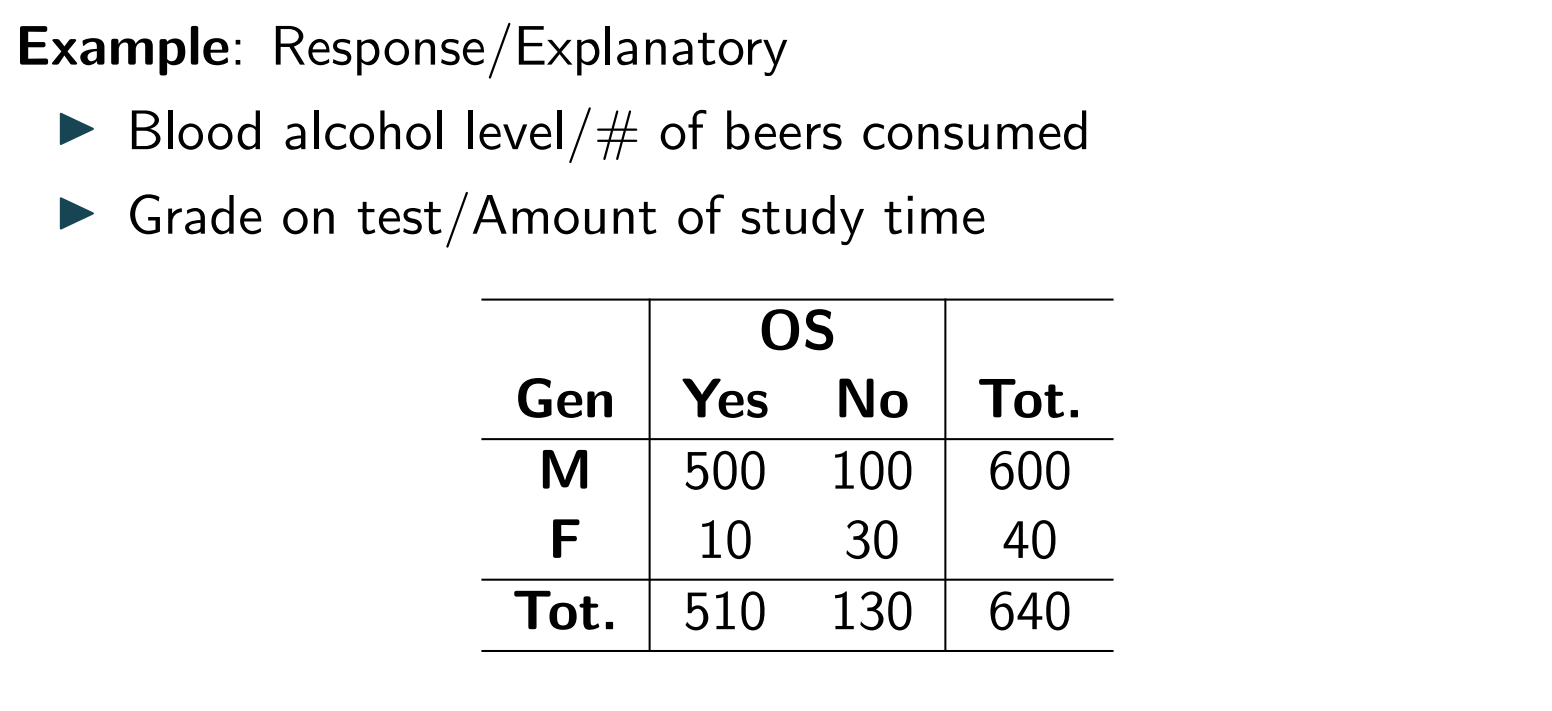 Example: Response/Explanatory
▶ Blood alcohol level/# of beers consumed
▶ Grade on test/Amount of study time
OS
Gen Yes No Tot.
M 500 100 600
F 10 30 40
Tot. 510 130 640